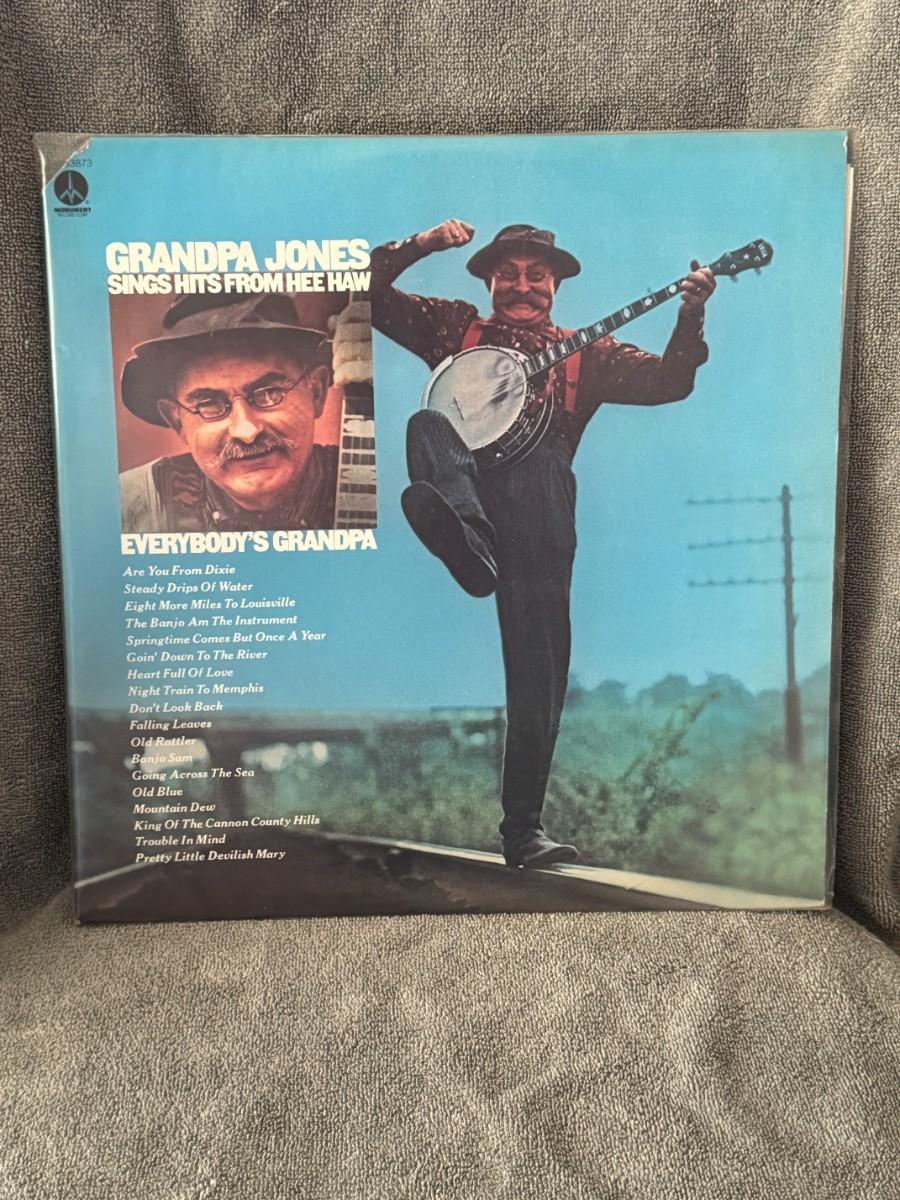 53873
MONUMENT
RECORD CORP.
GRANDPA JONES
SINGS HITS FROM HEE HAW
EVERYBODY'S GRANDPA
Are You From Dixie
Steady Drips Of Water
Eight More Miles To Louisville
The Banjo Am The Instrument
Springtime Comes But Once A Year
Goin' Down To The River
Heart Full Of Love
Night Train To Memphis
Don't Look Back
Falling Leaves
Old Rattler
Banjo Sam
Going Across The Sea
Old Blue
Mountain Dew
King Of The Cannon County Hills
Trouble In Mind
Pretty Little Devilish Mary